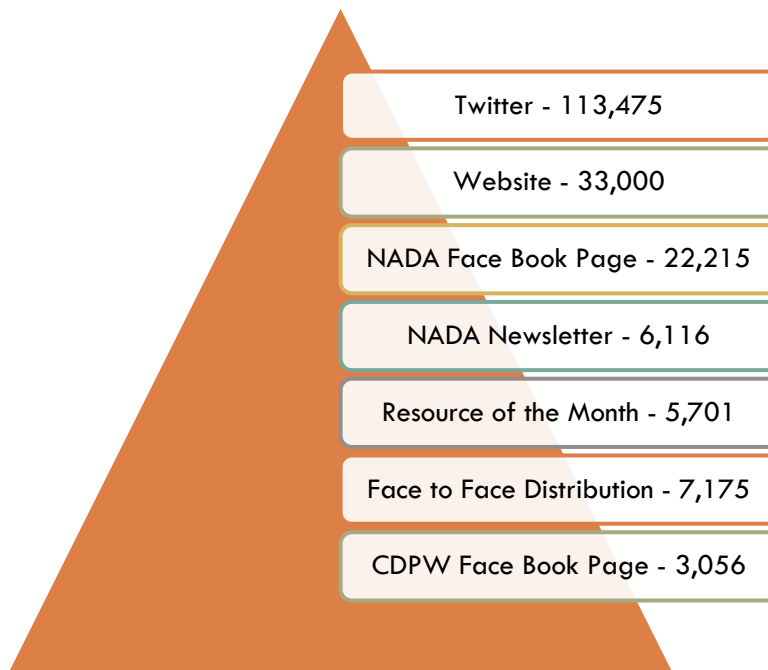 Twitter - 113,475
Website - 33,000
NADA Face Book Page - 22,215
NADA Newsletter - 6,116
Resource of the Month - 5,701
Face to Face Distribution - 7,175
CDPW Face Book Page - 3,056